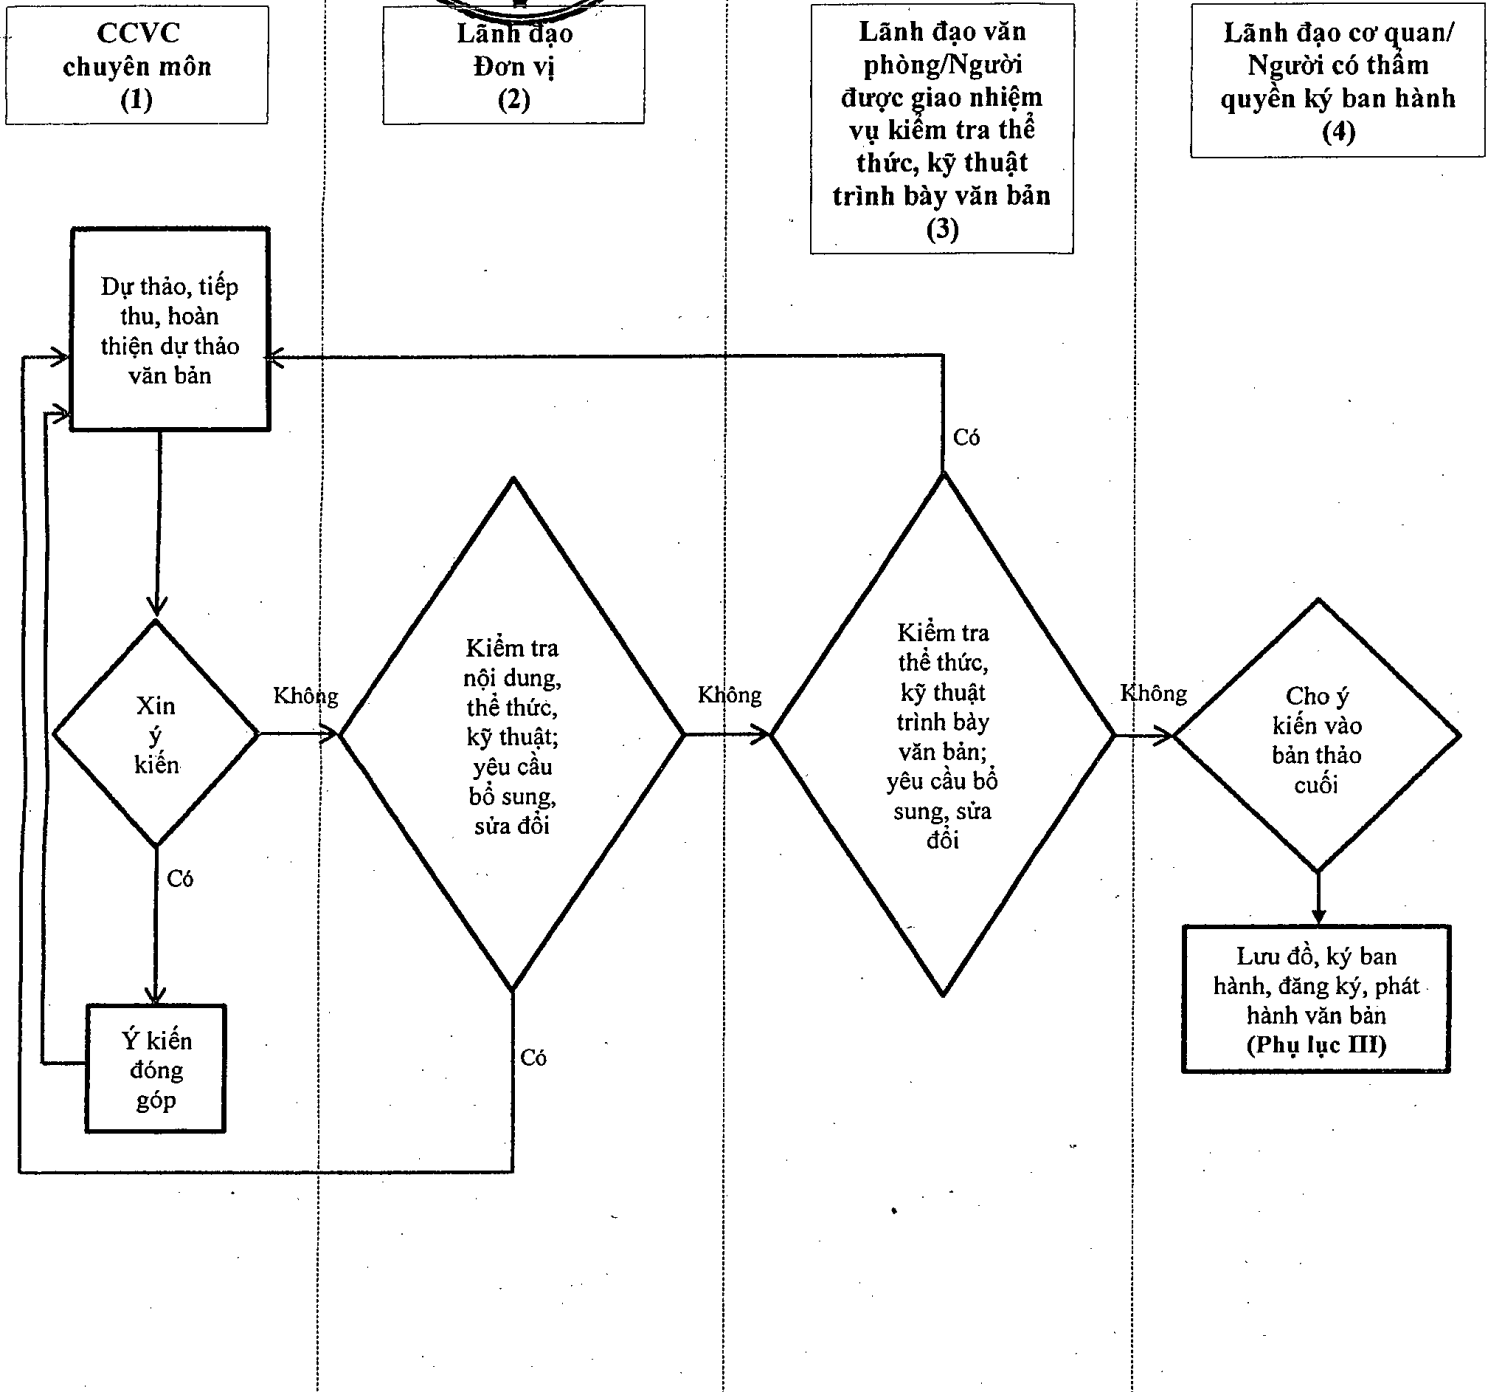 CCVC
chuyên môn
(1)
Lãnh đạo
Đơn vị
(2)
Lãnh đạo văn
phòng/Người
được giao nhiệm
vụ kiểm tra thể
thức, kỹ thuật
trình bày văn bản
(3)
Lãnh đạo cơ quan/
Người có thẩm
quyền ký ban hành
(4)
Dự thảo, tiếp
thu, hoàn
thiện dự thảo
văn bản
Có
Xin
ý
kiến
Không
Kiểm tra
nội dung,
thể thức,
kỹ thuật;
yêu cầu
bổ sung,
sửa đổi
Không
Kiểm tra
thể thức,
kỹ thuật
trình bày
văn bản;
yêu cầu bổ
sung, sửa
đổi
Không
Cho ý
kiến vào
bản thảo
cuối
Có
Ý kiến
đóng
góp
Có
Lưu đồ, ký ban
hành, đăng ký, phát
hành văn bản
(Phụ lục III)